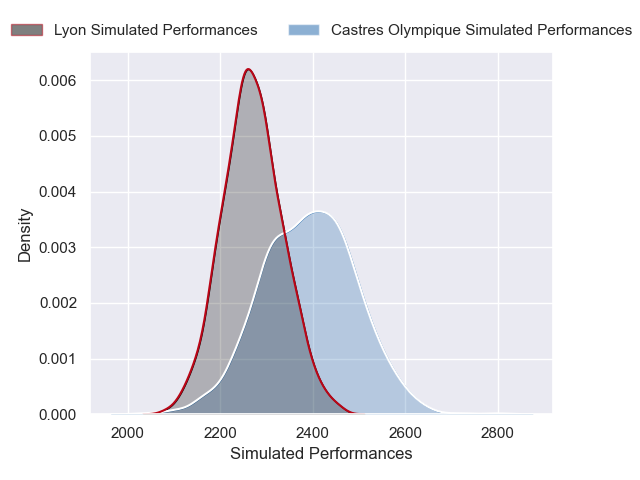 Lyon Simulated Performances
Castres Olympique Simulated Performances
0.006
0.005
0.004
0.003
0.002
0.001
0.000
Density
2000 2200 2400 2600 2800
Simulated Performances